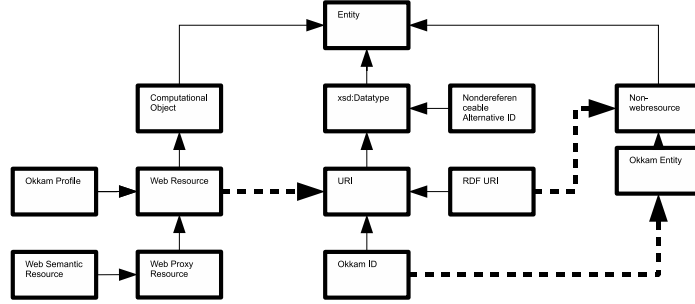 Entity
Computational
Object
xsd:Datatype
Nondereferen
ceable
Alternative ID
Non-
webresource
Okkam Entity
Okkam Profile
Web Resource
URI
RDF URI
Web Semantic
Resource
Web Proxy
Resource
Okkam ID